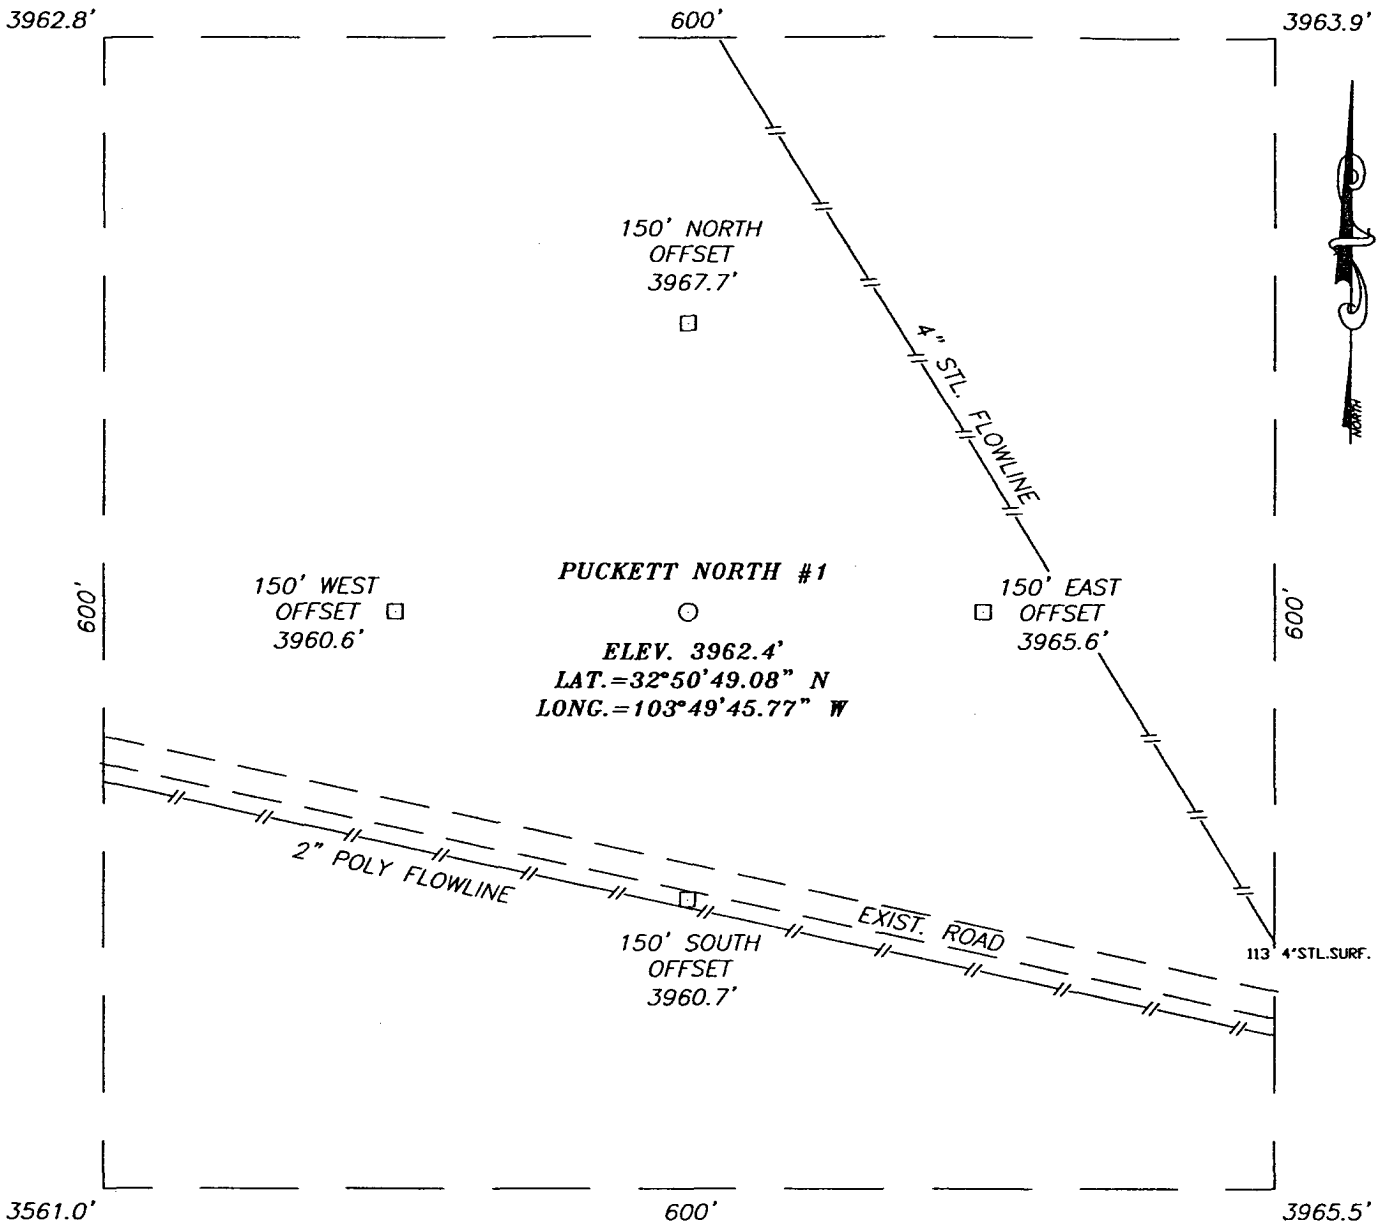 3962.8'
600'
3963.9'
150' NORTH
OFFSET
3967.7'
4" STL. FLOWLINE
NORTH
600'
150' WEST
OFFSET
3960.6'
PUCKETT NORTH #1
ELEV. 3962.4'
LAT.=32°50'49.08" N
LONG.=103°49'45.77" W
150' EAST
OFFSET
3965.6'
600'
2" POLY FLOWLINE
EXIST. ROAD
150' SOUTH
OFFSET
3960.7'
113' 4"STL.SURF.
3561.0'
600'
3965.5'